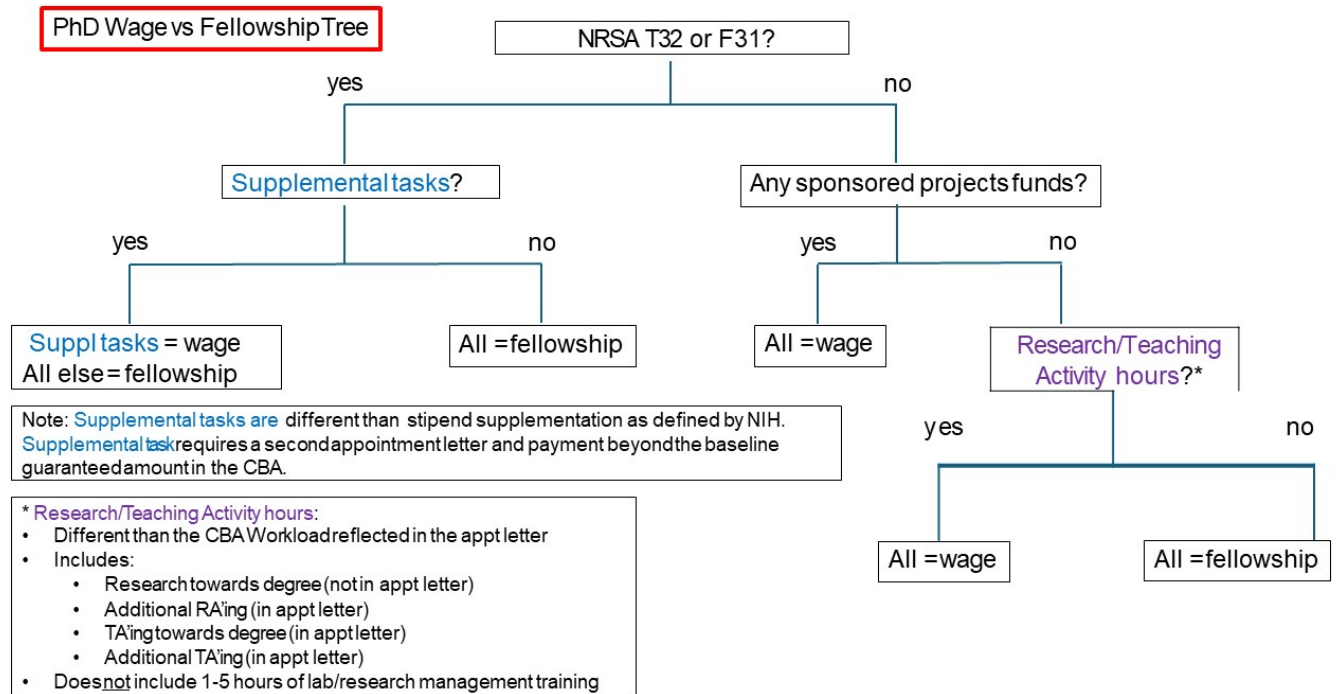 PhD Wage vs Fellowship Tree
NRSA T32 or F31?
yes
no
Supplemental tasks?
Any sponsored projects funds?
yes
no
yes
no
Suppl tasks = wage
All else = fellowship
All = fellowship
All = wage
Research/Teaching
Activity hours?*
Note: Supplemental tasks are different than stipend supplementation as defined by NIH.
Supplemental task requires a second appointment letter and payment beyond the baseline
guaranteed amount in the CBA.
yes
no
All = wage
All = fellowship
* Research/Teaching Activity hours:
• Different than the CBA Workload reflected in the appt letter
• Includes:
• Research towards degree (not in appt letter)
• Additional RA'ing (in appt letter)
• TA'ing towards degree (in appt letter)
• Additional TA'ing (in appt letter)
• Does not include 1-5 hours of lab/research management training